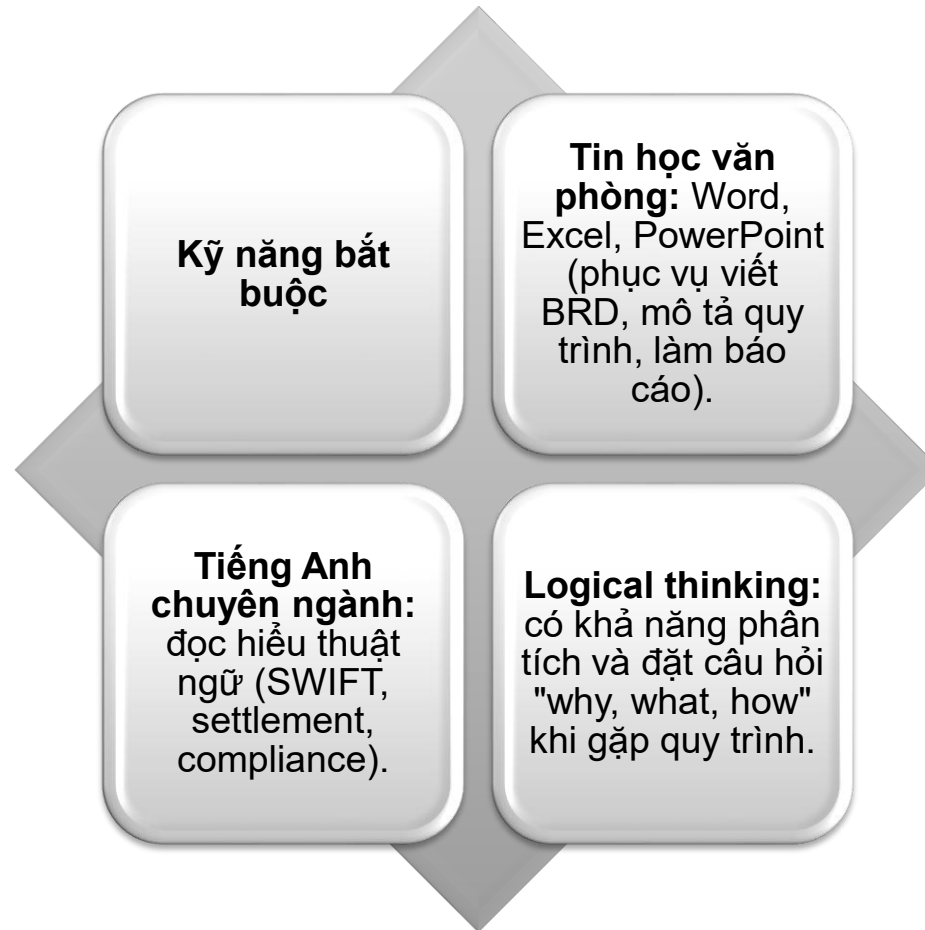 Kỹ năng bắt
buộc
Tin học văn
phòng: Word,
Excel, PowerPoint
(phục vụ viết
BRD, mô tả quy
trình, làm báo
cáo).
Tiếng Anh
chuyên ngành:
đọc hiểu thuật
ngữ (SWIFT,
settlement,
compliance).
Logical thinking:
có khả năng phân
tích và đặt câu hỏi
"why, what, how"
khi gặp quy trình.